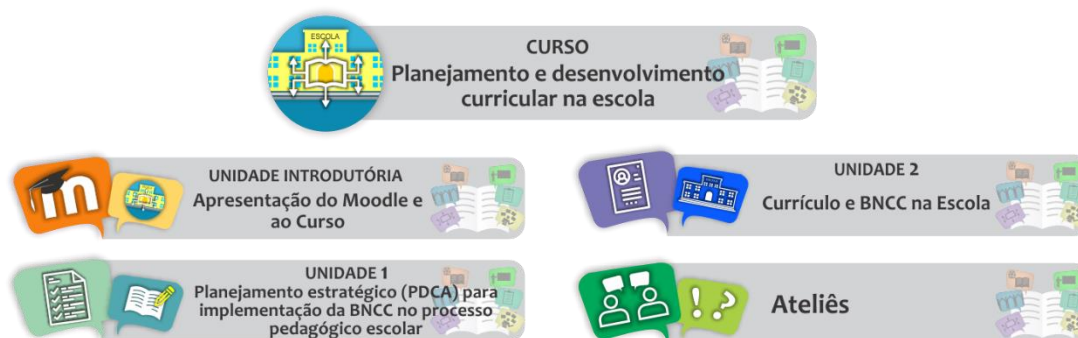 ESCOLA
CURSO
Planejamento e desenvolvimento
curricular na escola
UNIDADE INTRODUTÓRIA
Apresentação do Moodle e
ao Curso
UNIDADE 1
Planejamento estratégico (PDCA) para
implementação da BNCC no processo
pedagógico escolar
UNIDADE 2
Currículo e BNCC na Escola
Ateliês